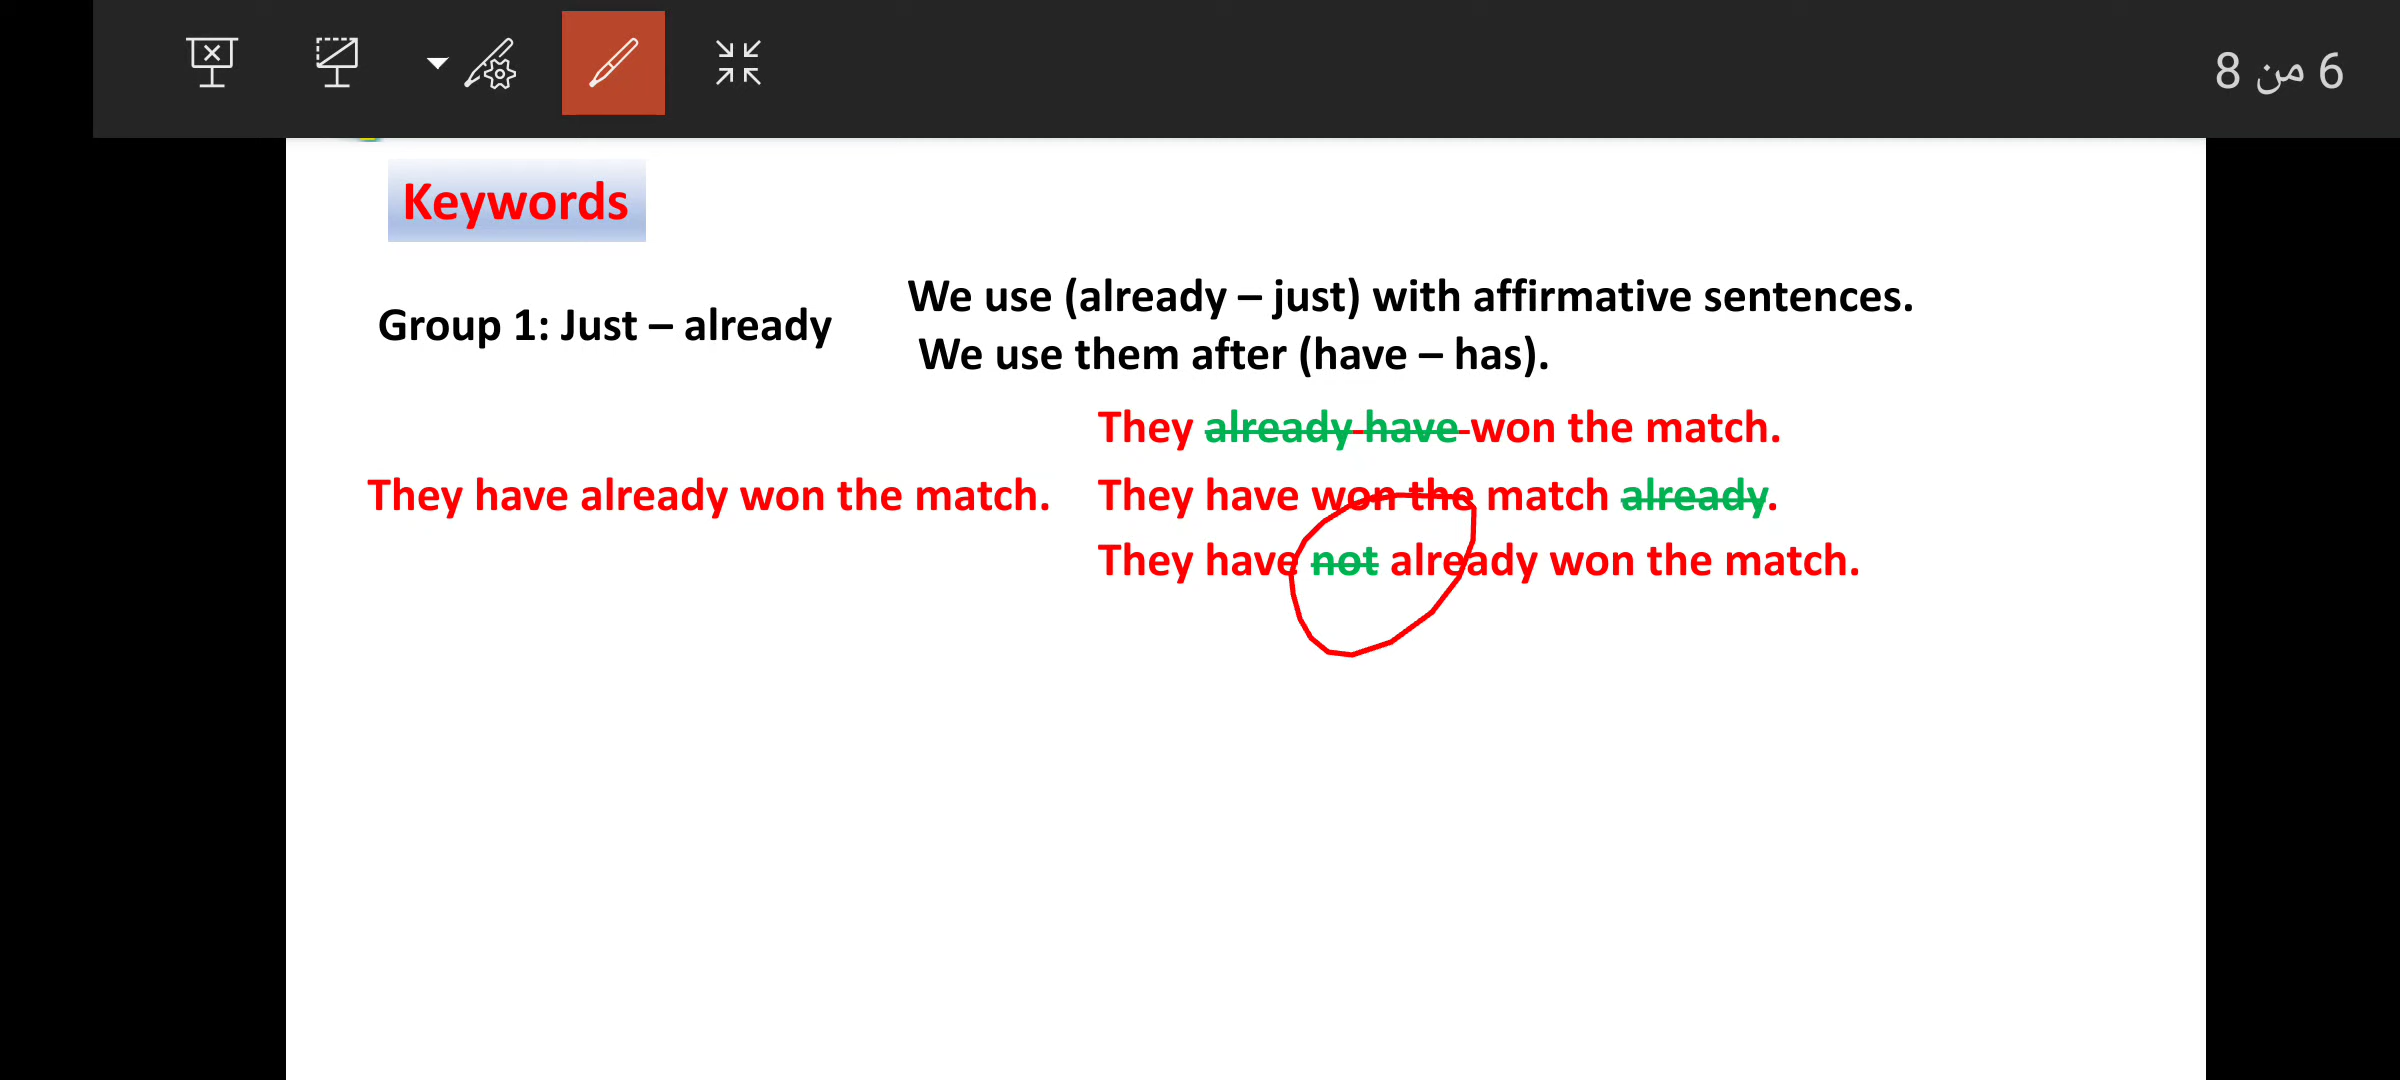 6 من 8
Keywords
Group 1: Just – already
We use (already – just) with affirmative sentences.
We use them after (have – has).
They already have won the match.
They have already won the match.
They have won the match already.
They have not already won the match.